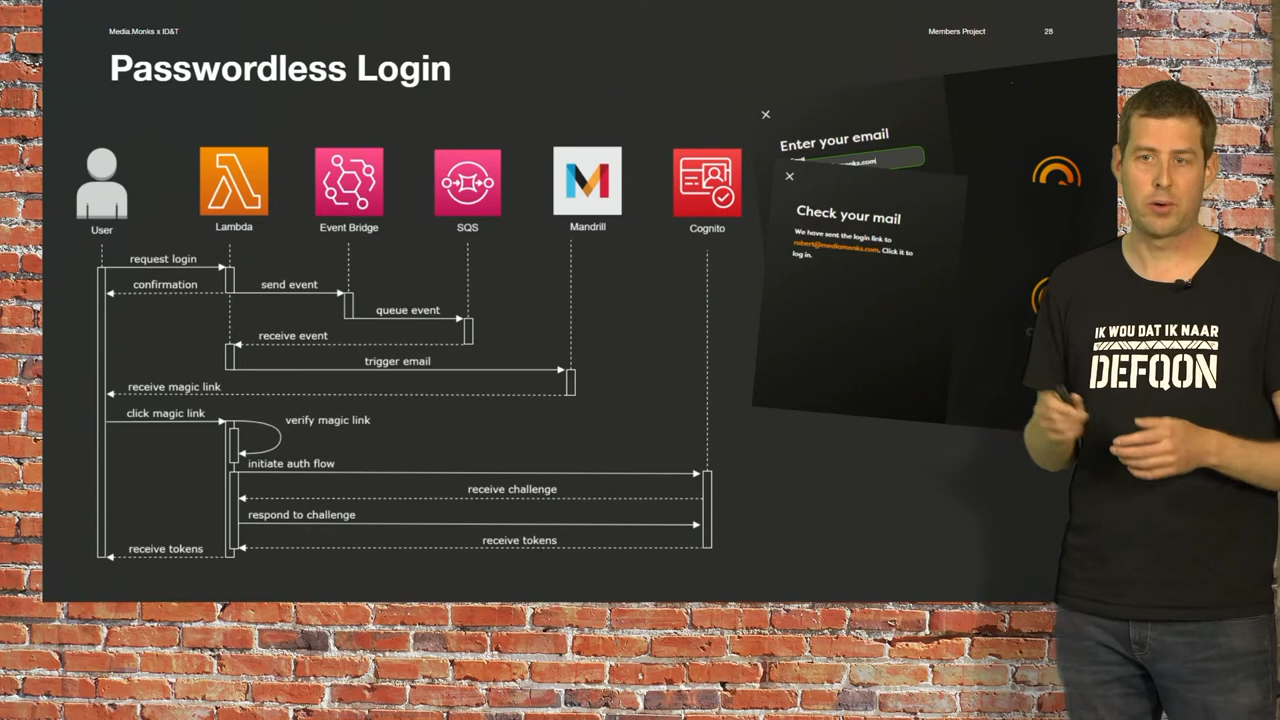 Media.Monks x ID&T
Members Project
28
Passwordless Login
Enter your email
monks.com
Check your mail
We have sent the login link to
robert@mediamonks.com. Click it to
log in.
User
Lambda
Event Bridge
SQS
Mandrill
Cognito
request login
confirmation
send event
queue event
receive event
trigger email
receive magic link
click magic link
verify magic link
initiate auth flow
receive challenge
respond to challenge
receive tokens
receive tokens
IK WOU DAT IK NAAR
DEFQON